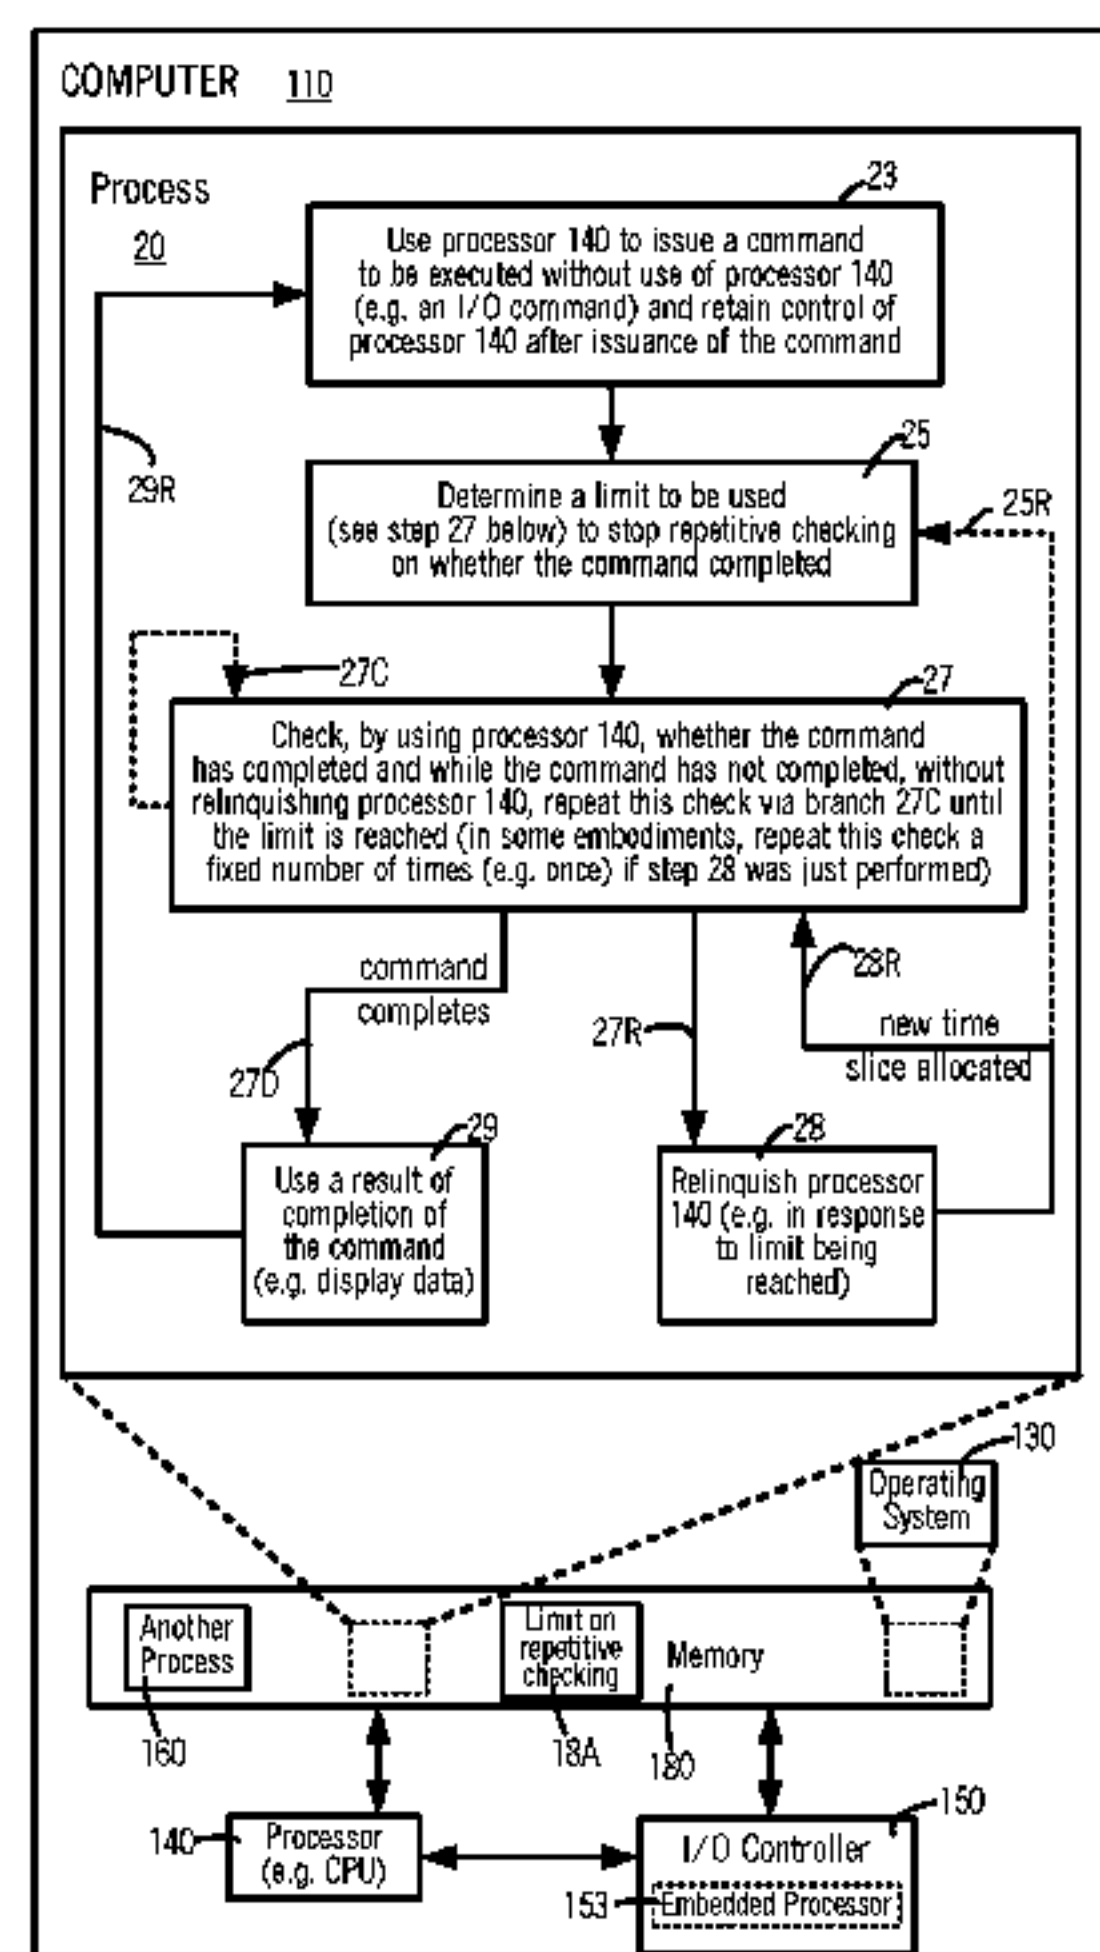 COMPUTER 110
Process
20
23
Use processor 140 to issue a command
to be executed without use of processor 140
(e.g. an I/O command) and retain control of
processor 140 after issuance of the command
29R
25
Determine a limit to be used
(see step 27 below) to stop repetitive checking
on whether the command completed
25R
27C
27
Check, by using processor 140, whether the command
has completed and while the command has not completed, without
relinquishing processor 140, repeat this check via branch 27C until
the limit is reached (in some embodiments, repeat this check a
fixed number of times (e.g. once) if step 28 was just performed)
command
completes
27D
27R
28R
new time
slice allocated
29
Use a result of
completion of
the command
(e.g. display data)
28
Relinquish processor
140 (e.g. in response
to limit being
reached)
130
Operating
System
Another
Process
Limit on
repetitive
checking
Memory
160
18A
180
140
Processor
(e.g. CPU)
150
I/O Controller
153
Embedded Processor